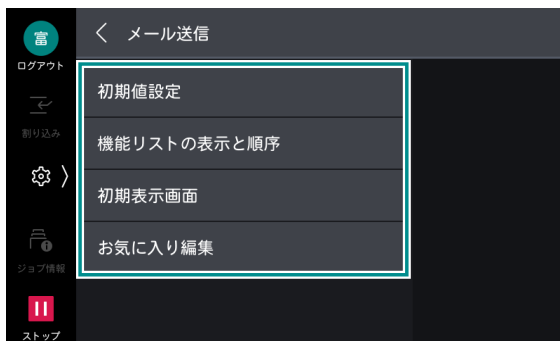 富
ログアウト
割り込み
ジョブ情報
ストップ
メール送信
初期値設定
機能リストの表示と順序
初期表示画面
お気に入り編集